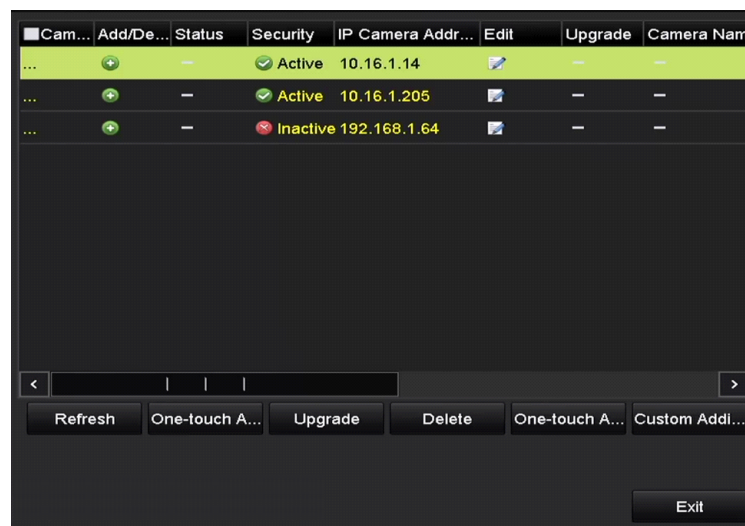 Cam... Add/De... Status Security IP Camera Addr... Edit Upgrade Camera Nam
... Active 10.16.1.14 – –
... – Active 10.16.1.205 – –
... – Inactive 192.168.1.64 – –
Refresh One-touch A... Upgrade Delete One-touch A... Custom Addi...
Exit